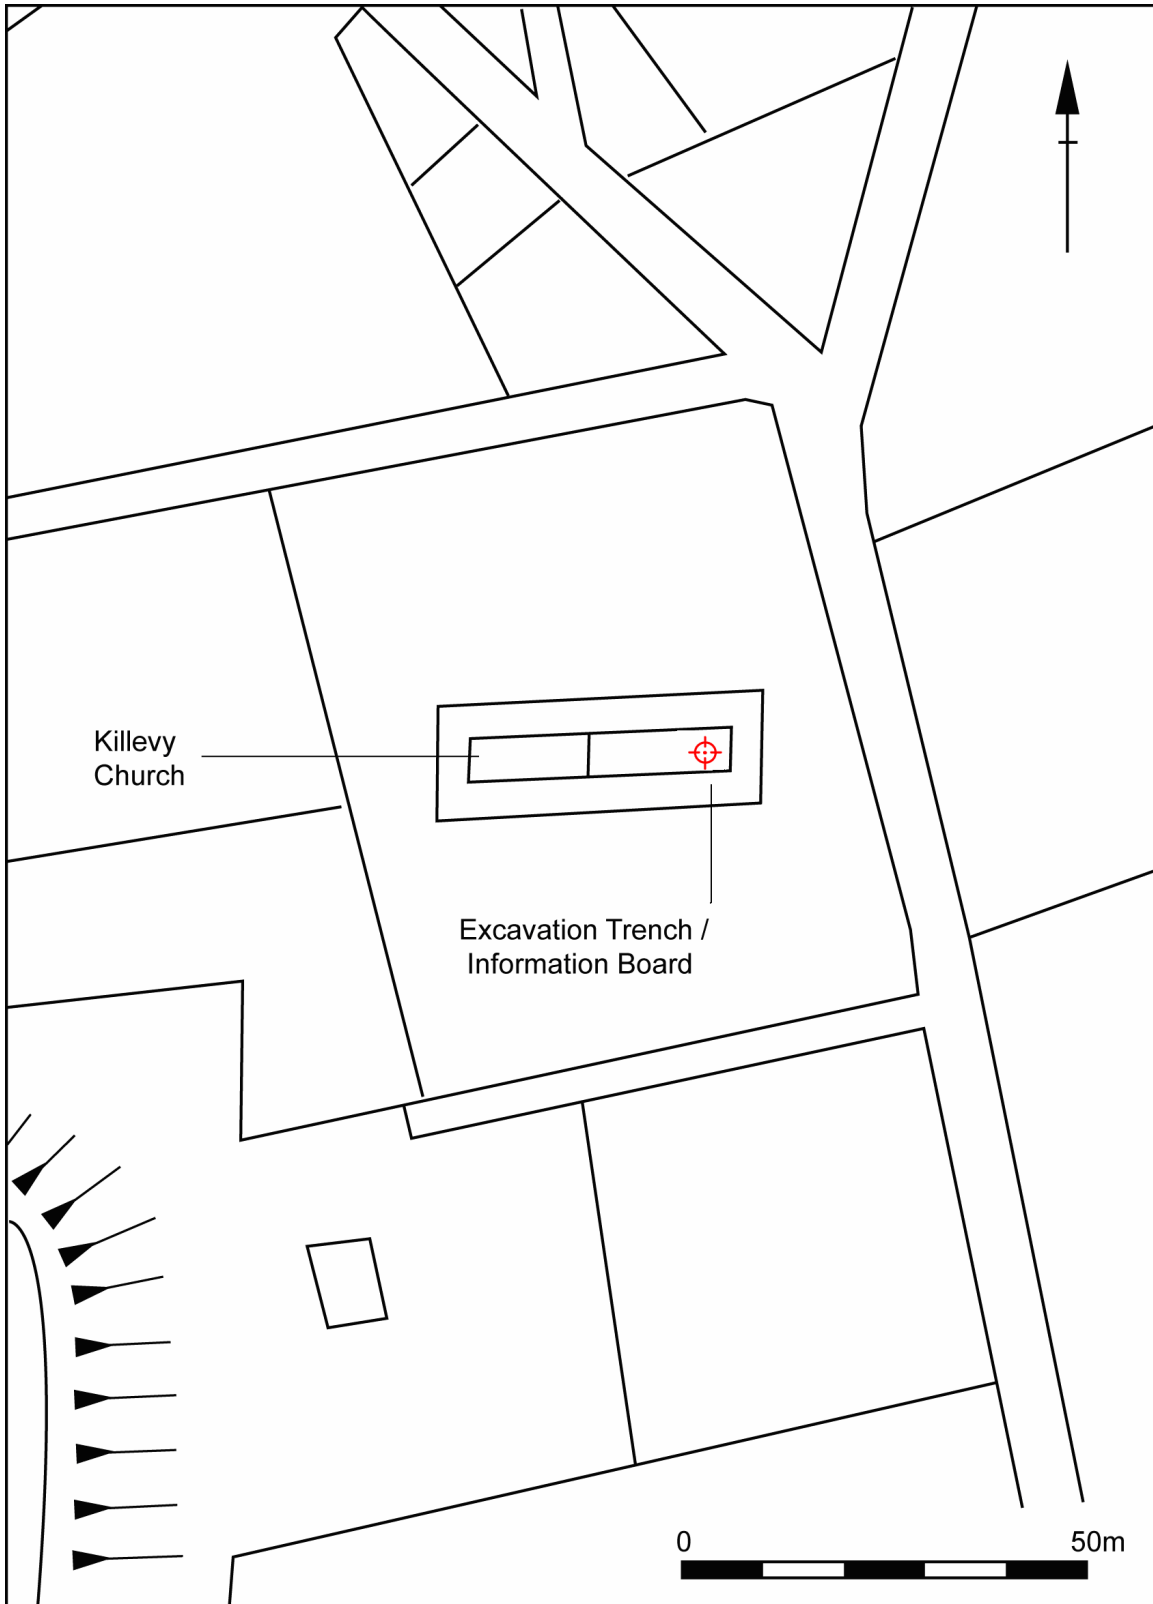 Killevy
Church
Excavation Trench /
Information Board
0 50m